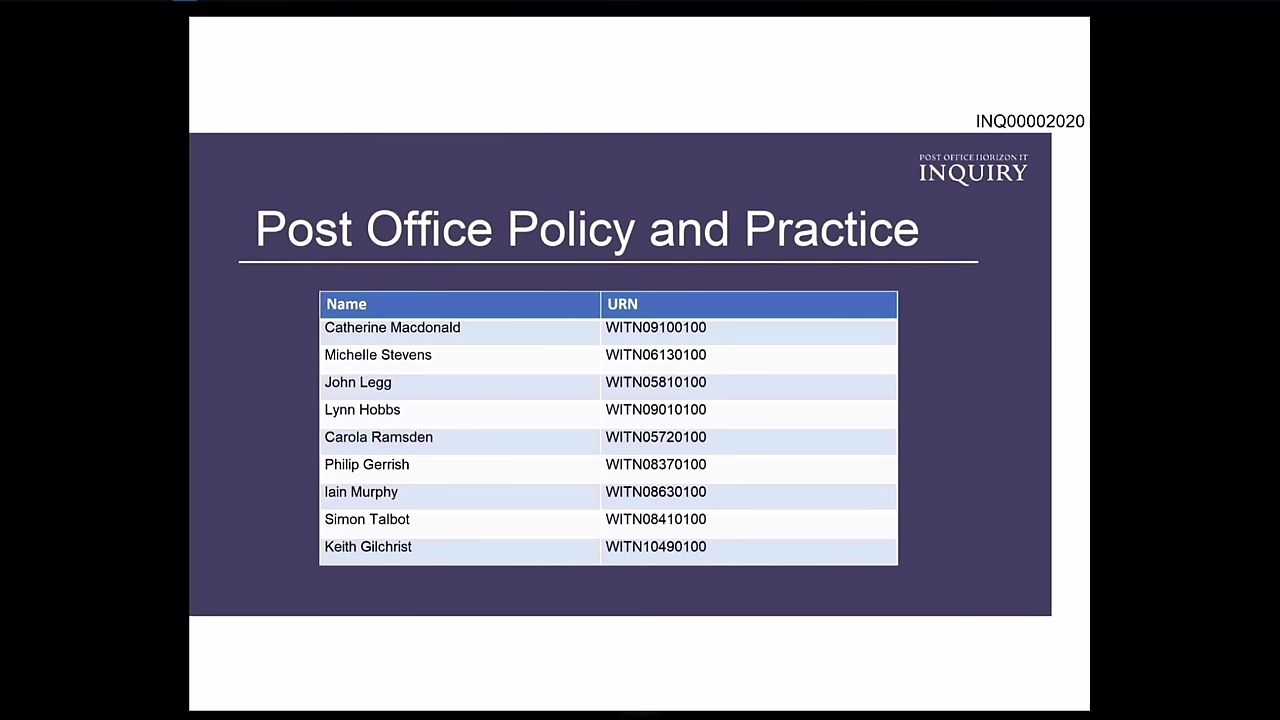 INQ00002020
POST OFFICE HORIZON IT
INQUIRY
Post Office Policy and Practice
Name URN
Catherine Macdonald WITN09100100
Michelle Stevens WITN06130100
John Legg WITN05810100
Lynn Hobbs WITN09010100
Carola Ramsden WITN05720100
Philip Gerrish WITN08370100
Iain Murphy WITN08630100
Simon Talbot WITN08410100
Keith Gilchrist WITN10490100